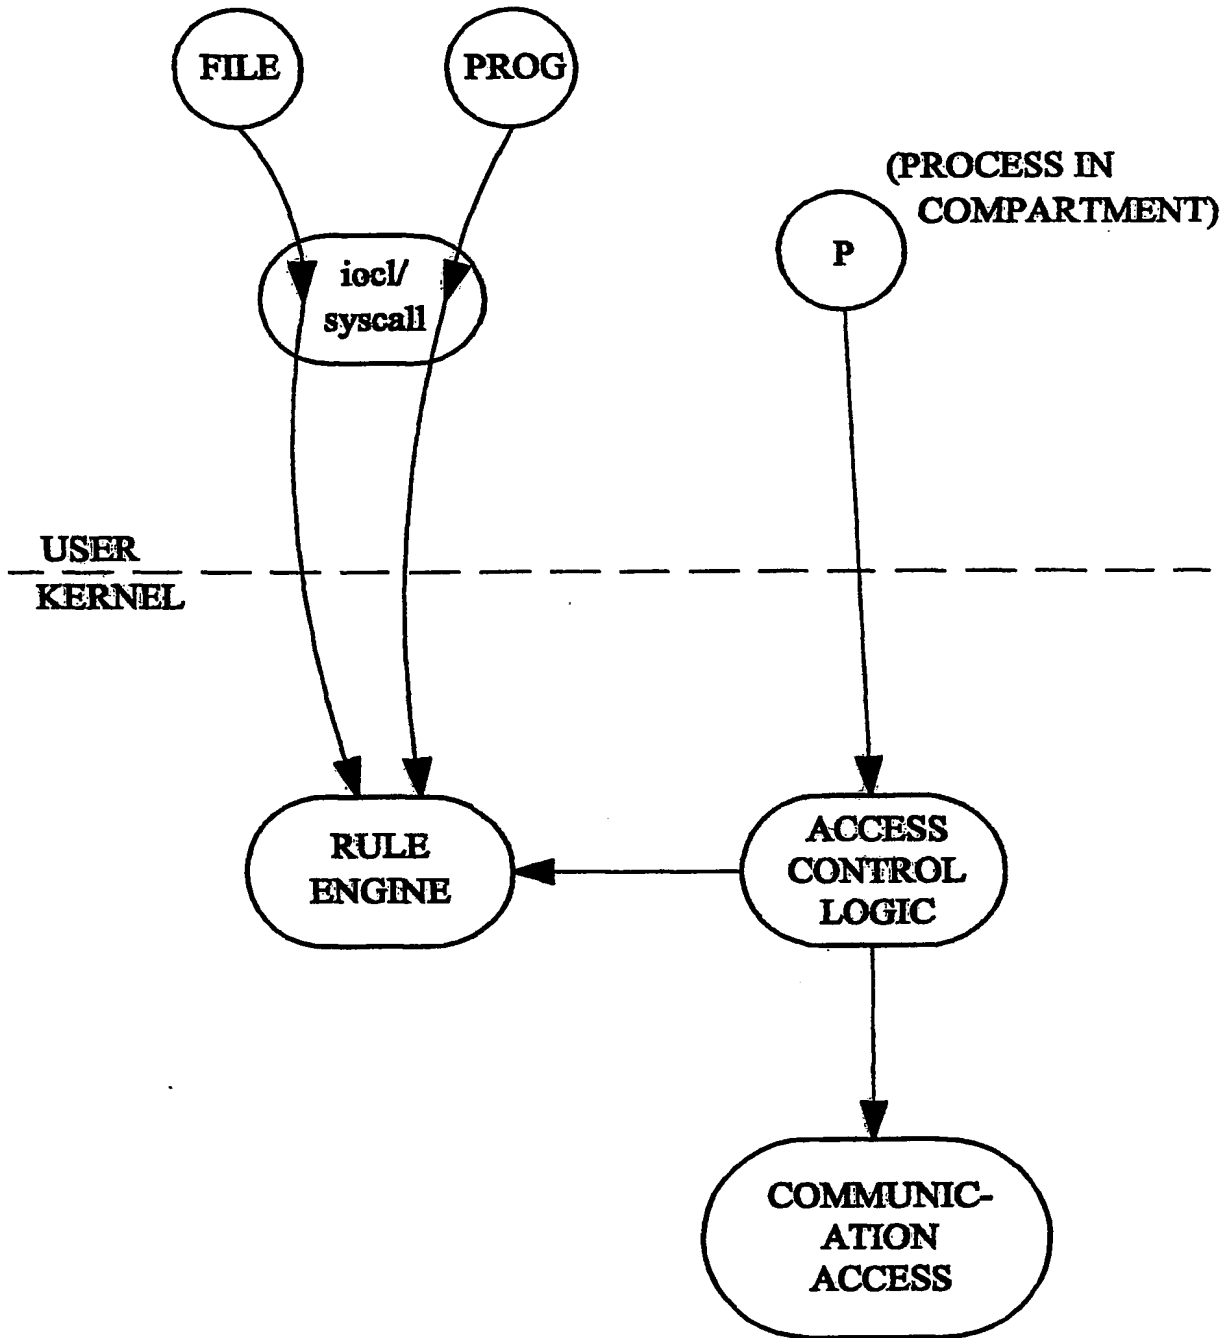 FILE
PROG
(PROCESS IN
COMPARTMENT)
P
iocl/
syscall
USER
KERNEL
RULE
ENGINE
ACCESS
CONTROL
LOGIC
COMMUNIC-
ATION
ACCESS